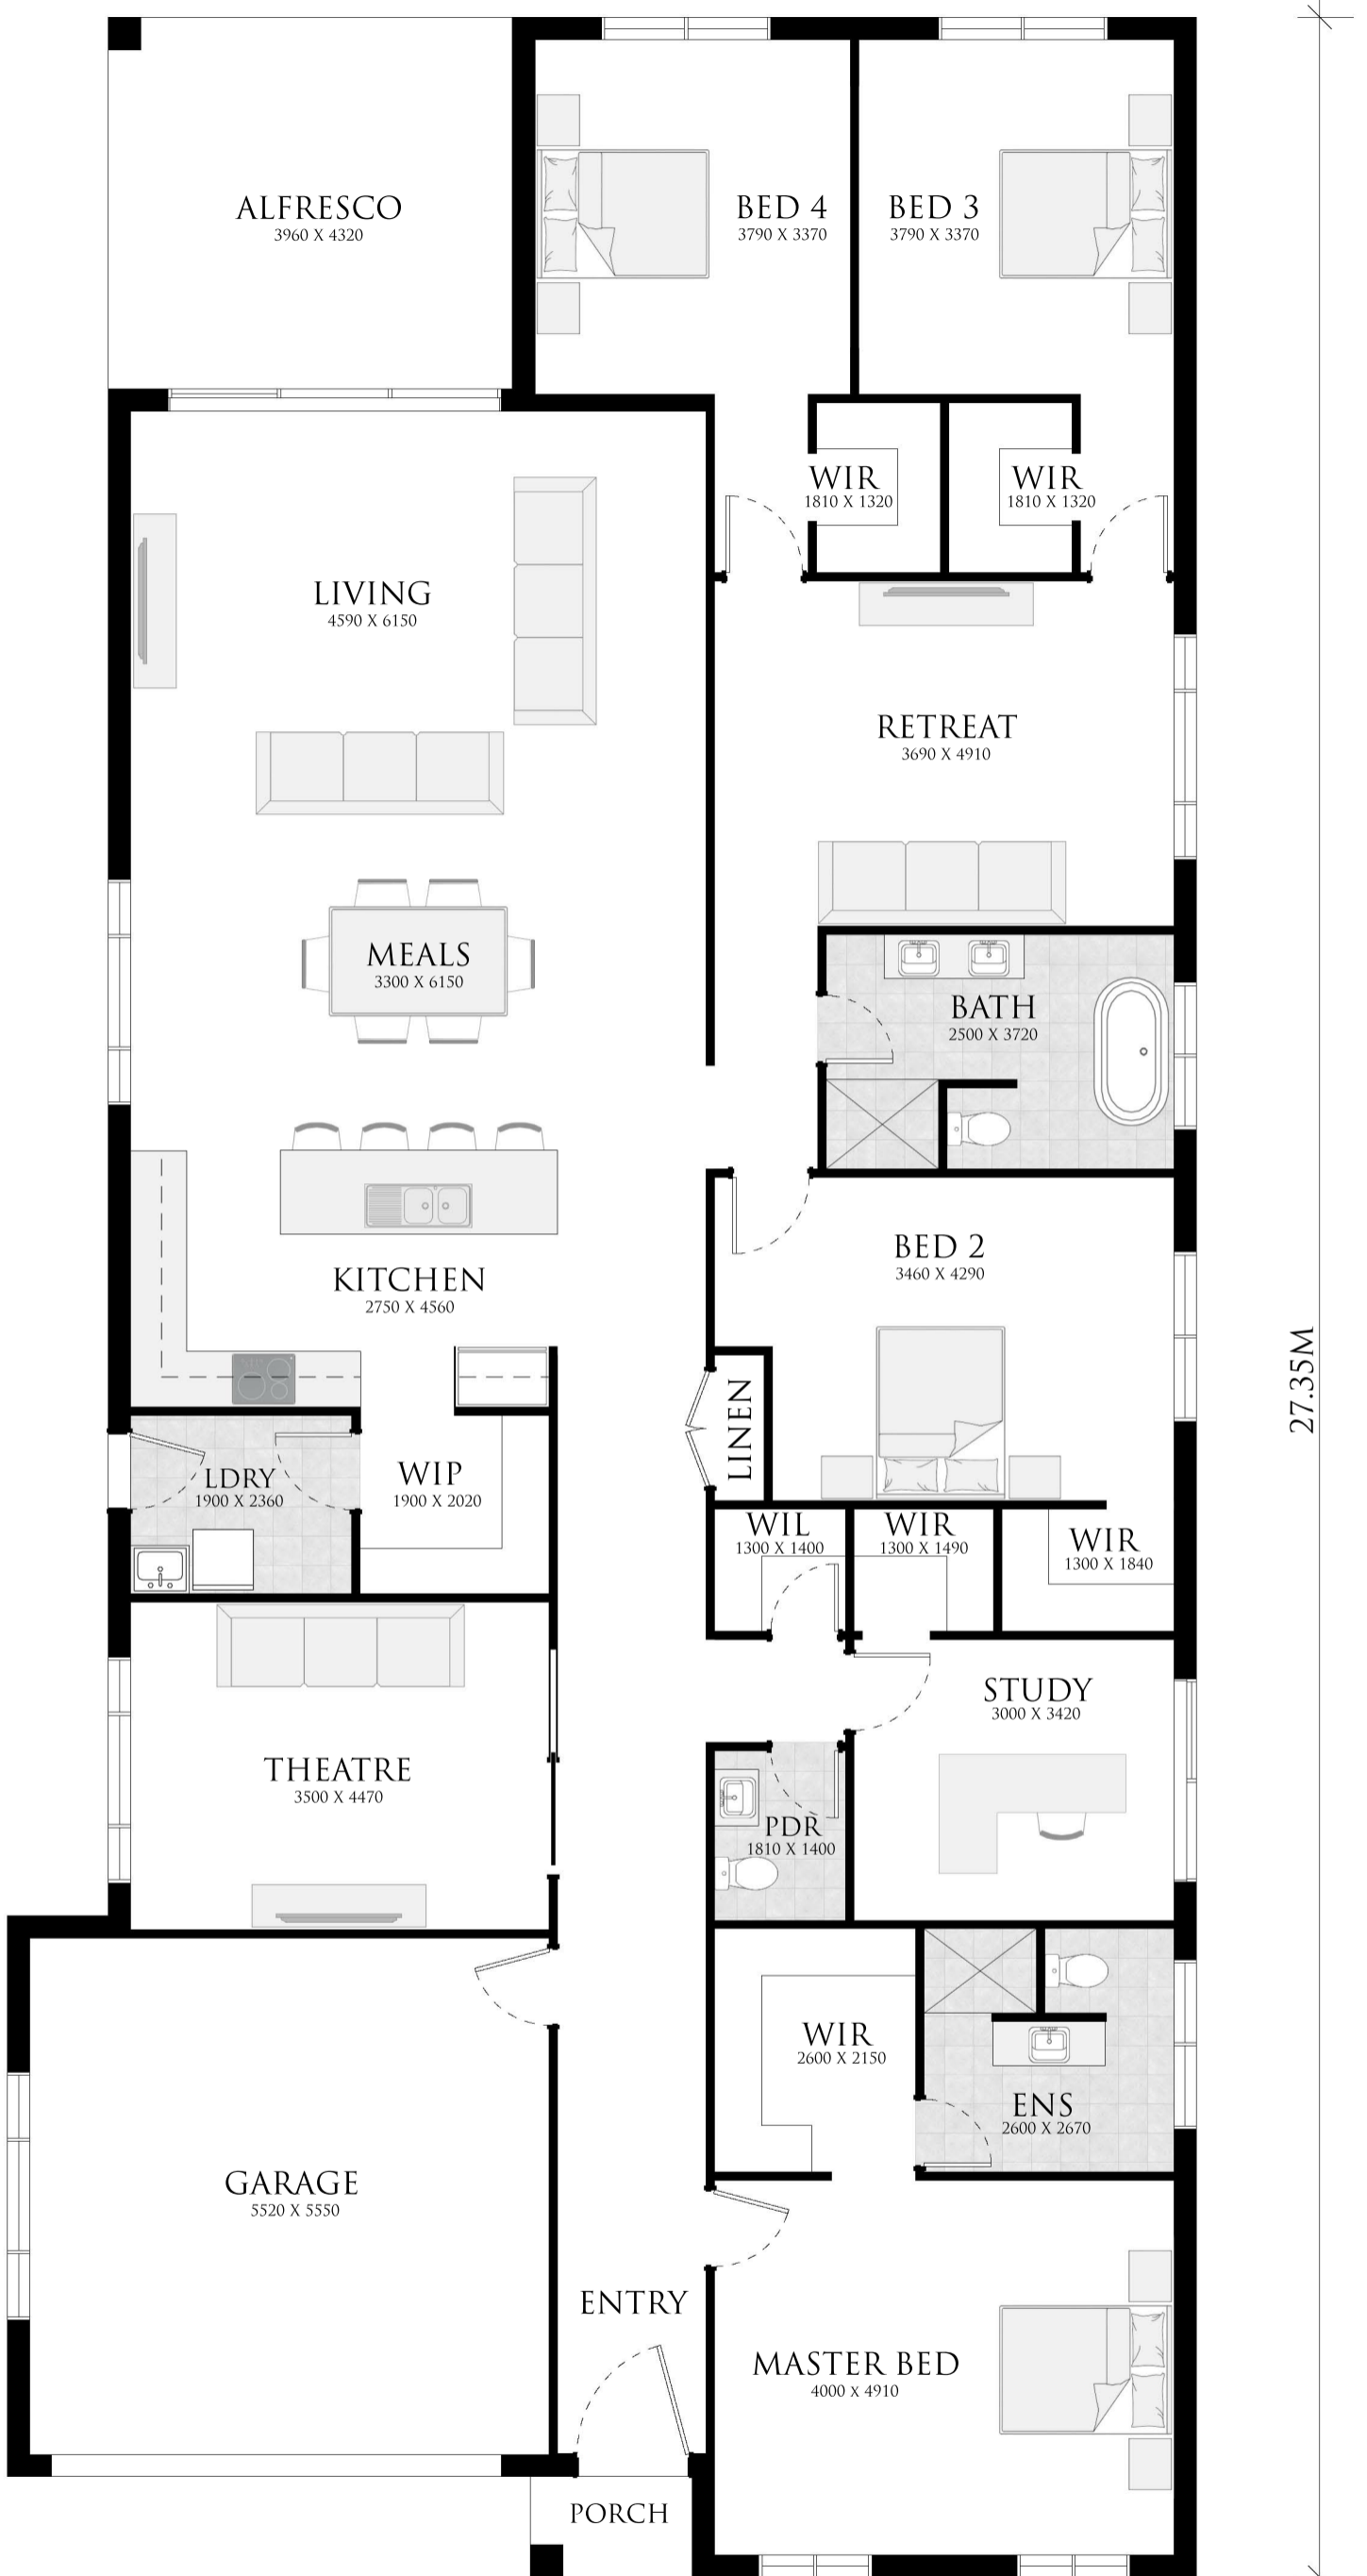 ALFRESCO
3960 X 4320
BED 4
3790 X 3370
BED 3
3790 X 3370
WIR
1810 X 1320
WIR
1810 X 1320
LIVING
4590 X 6150
RETREAT
3690 X 4910
MEALS
3300 X 6150
BATH
2500 X 3720
BED 2
3460 X 4290
KITCHEN
2750 X 4560
27.35M
LINEN
LDRY
1900 X 2360
WIP
1900 X 2020
WIL
1300 X 1400
WIR
1300 X 1490
WIR
1300 X 1840
STUDY
3000 X 3420
THEATRE
3500 X 4470
PDR
1810 X 1400
WIR
2600 X 2150
ENS
2600 X 2670
GARAGE
5520 X 5550
ENTRY
MASTER BED
4000 X 4910
PORCH